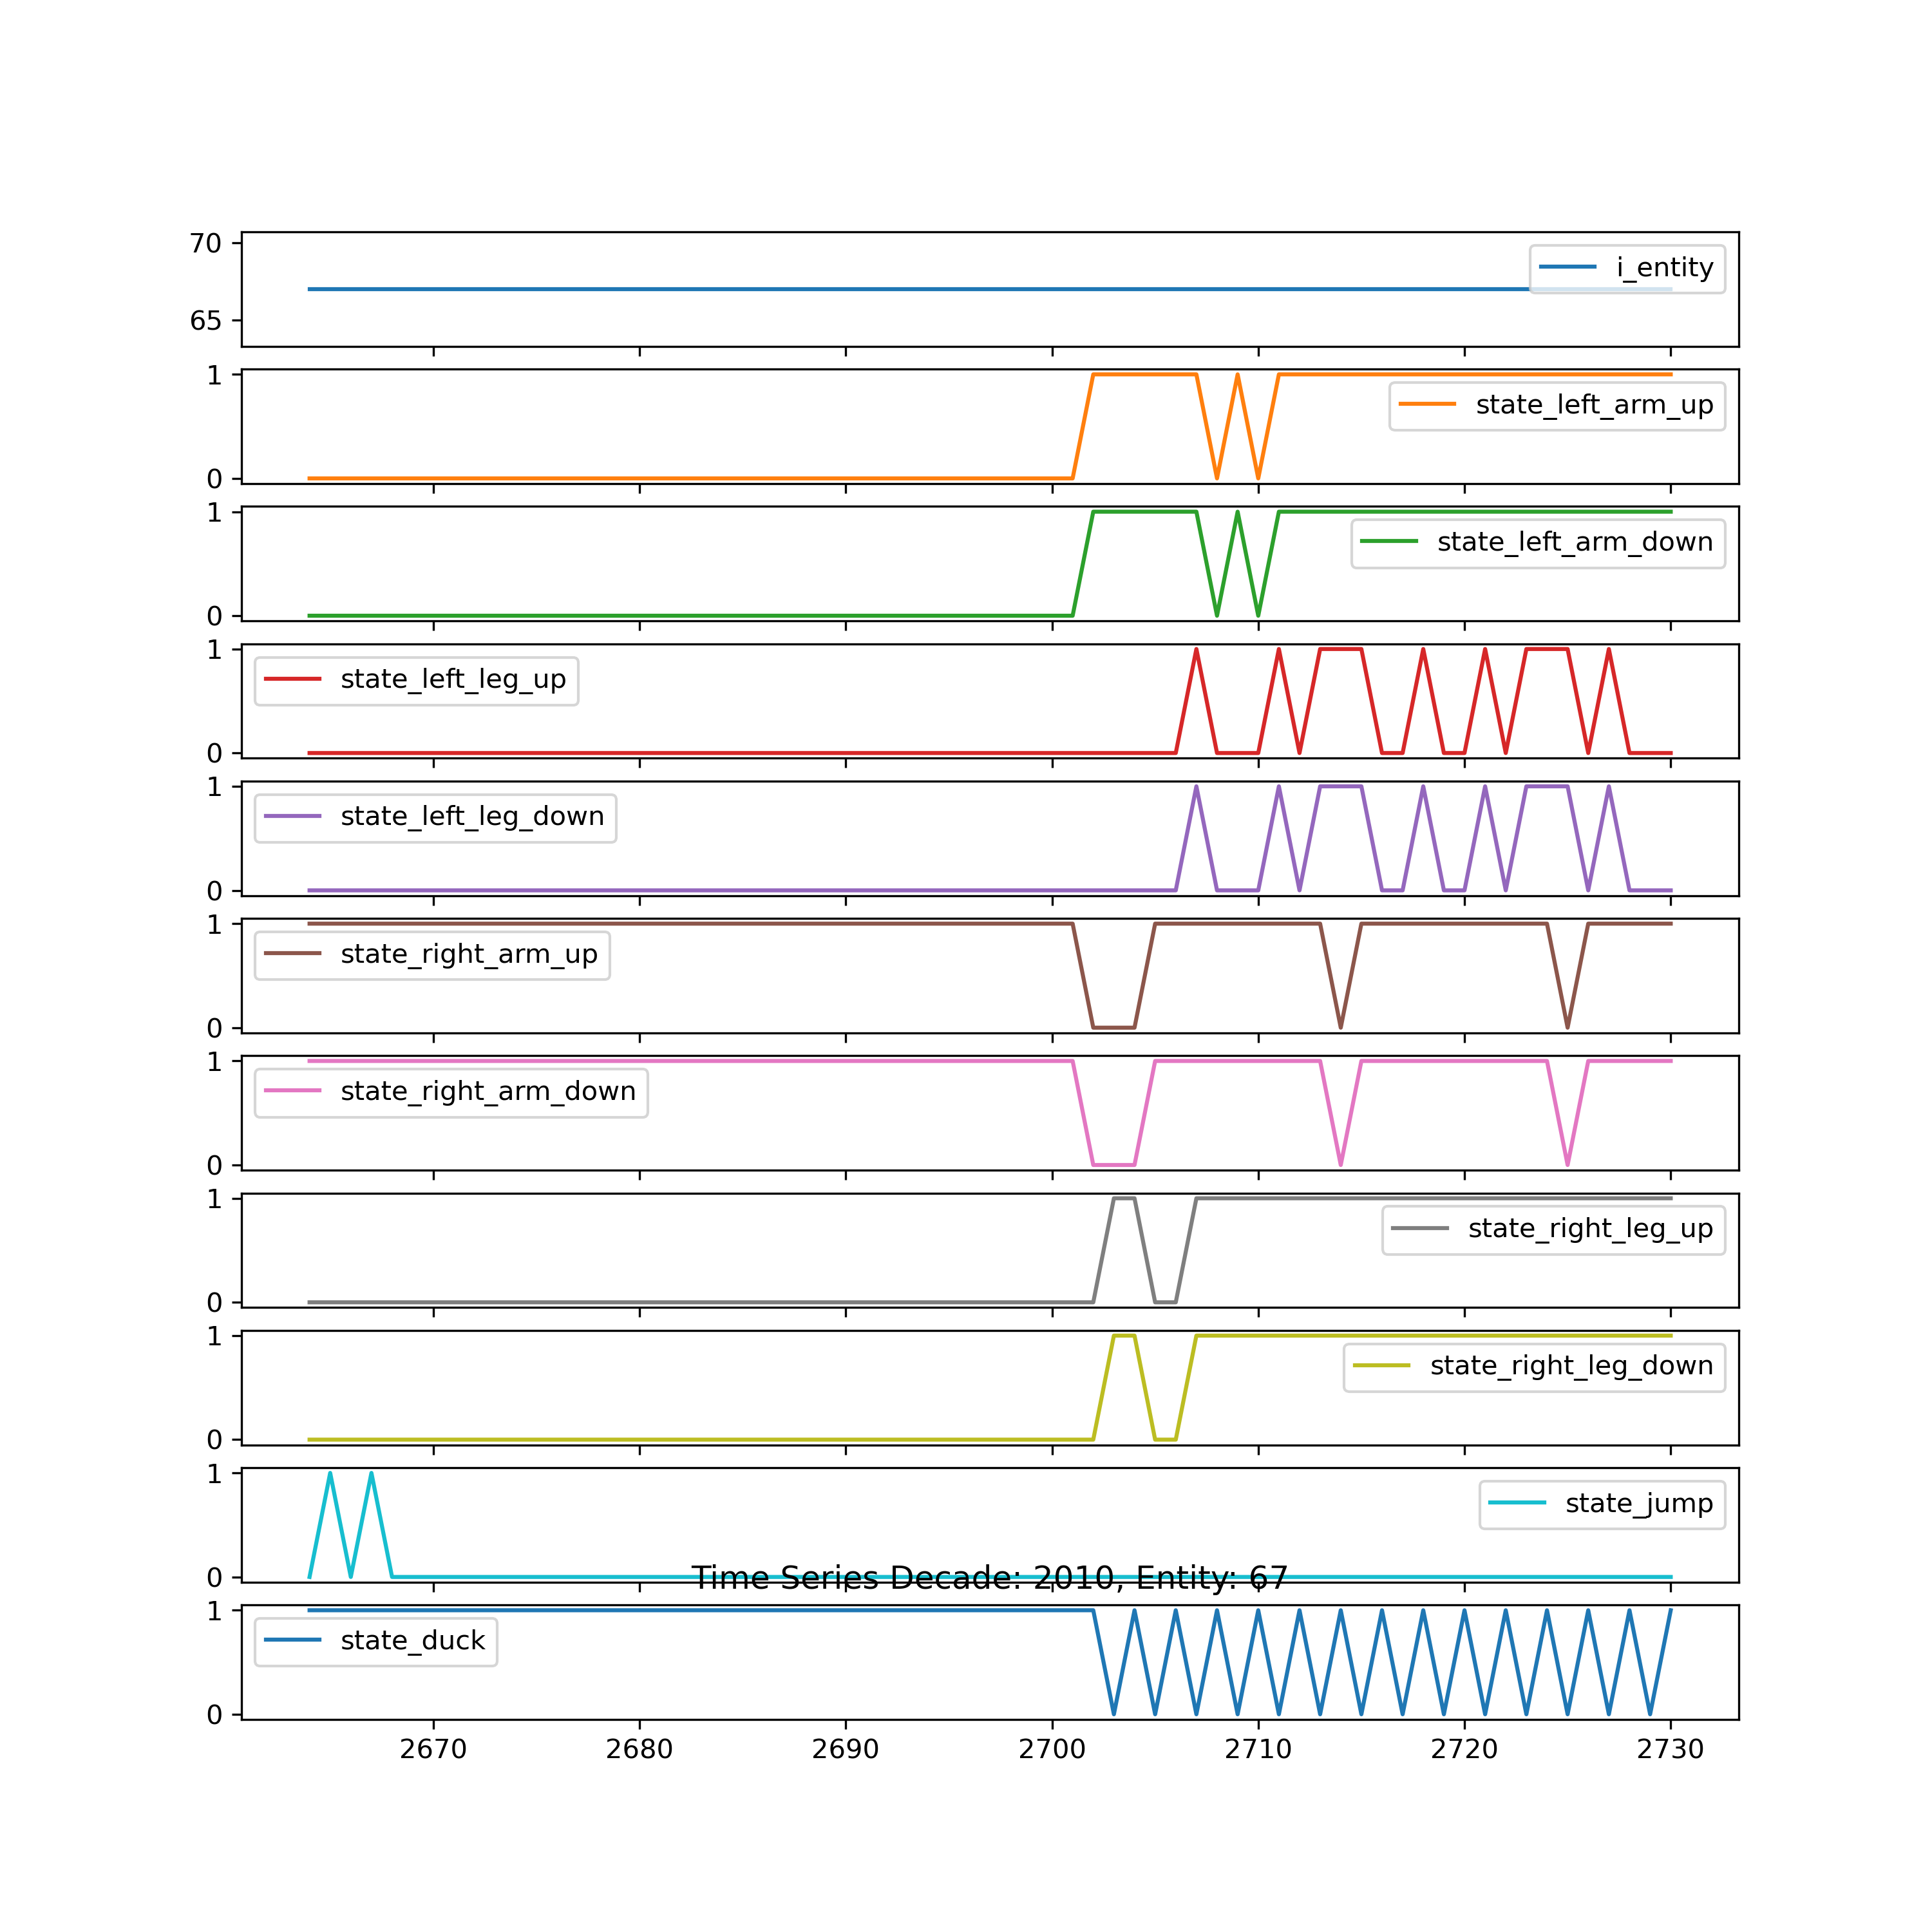 70
i_entity
65
1
state_left_arm_up
0
1
state_left_arm_down
0
1
state_left_leg_up
0
1
state_left_leg_down
0
1
state_right_arm_up
0
1
state_right_arm_down
0
1
state_right_leg_up
0
1
state_right_leg_down
0
1
state_jump
0
Time Series Decade: 2010, Entity: 67
1
state_duck
0
2670 2680 2690 2700 2710 2720 2730